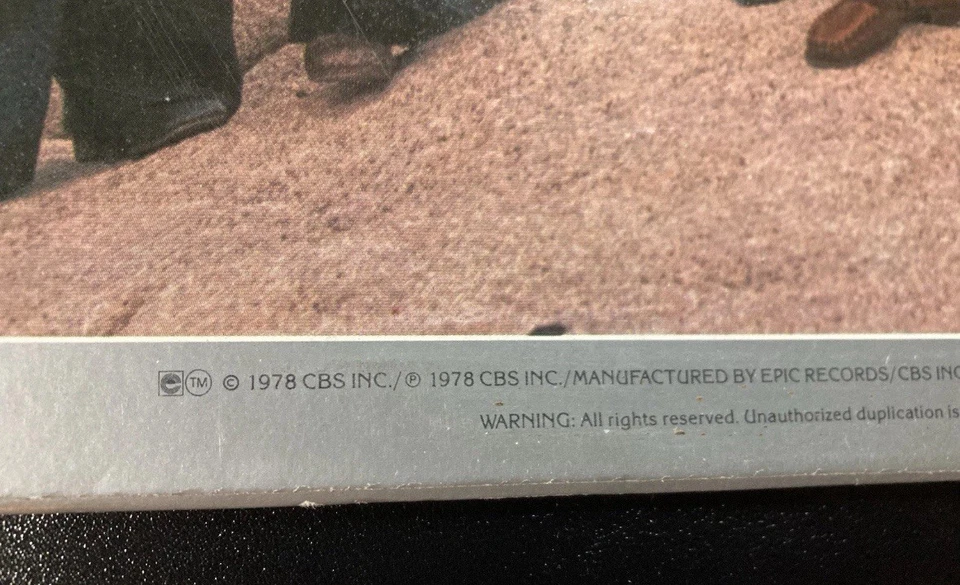 e TM © 1978 CBS INC./℗ 1978 CBS INC./MANUFACTURED BY EPIC RECORDS/CBS INC
WARNING: All rights reserved. Unauthorized duplication is